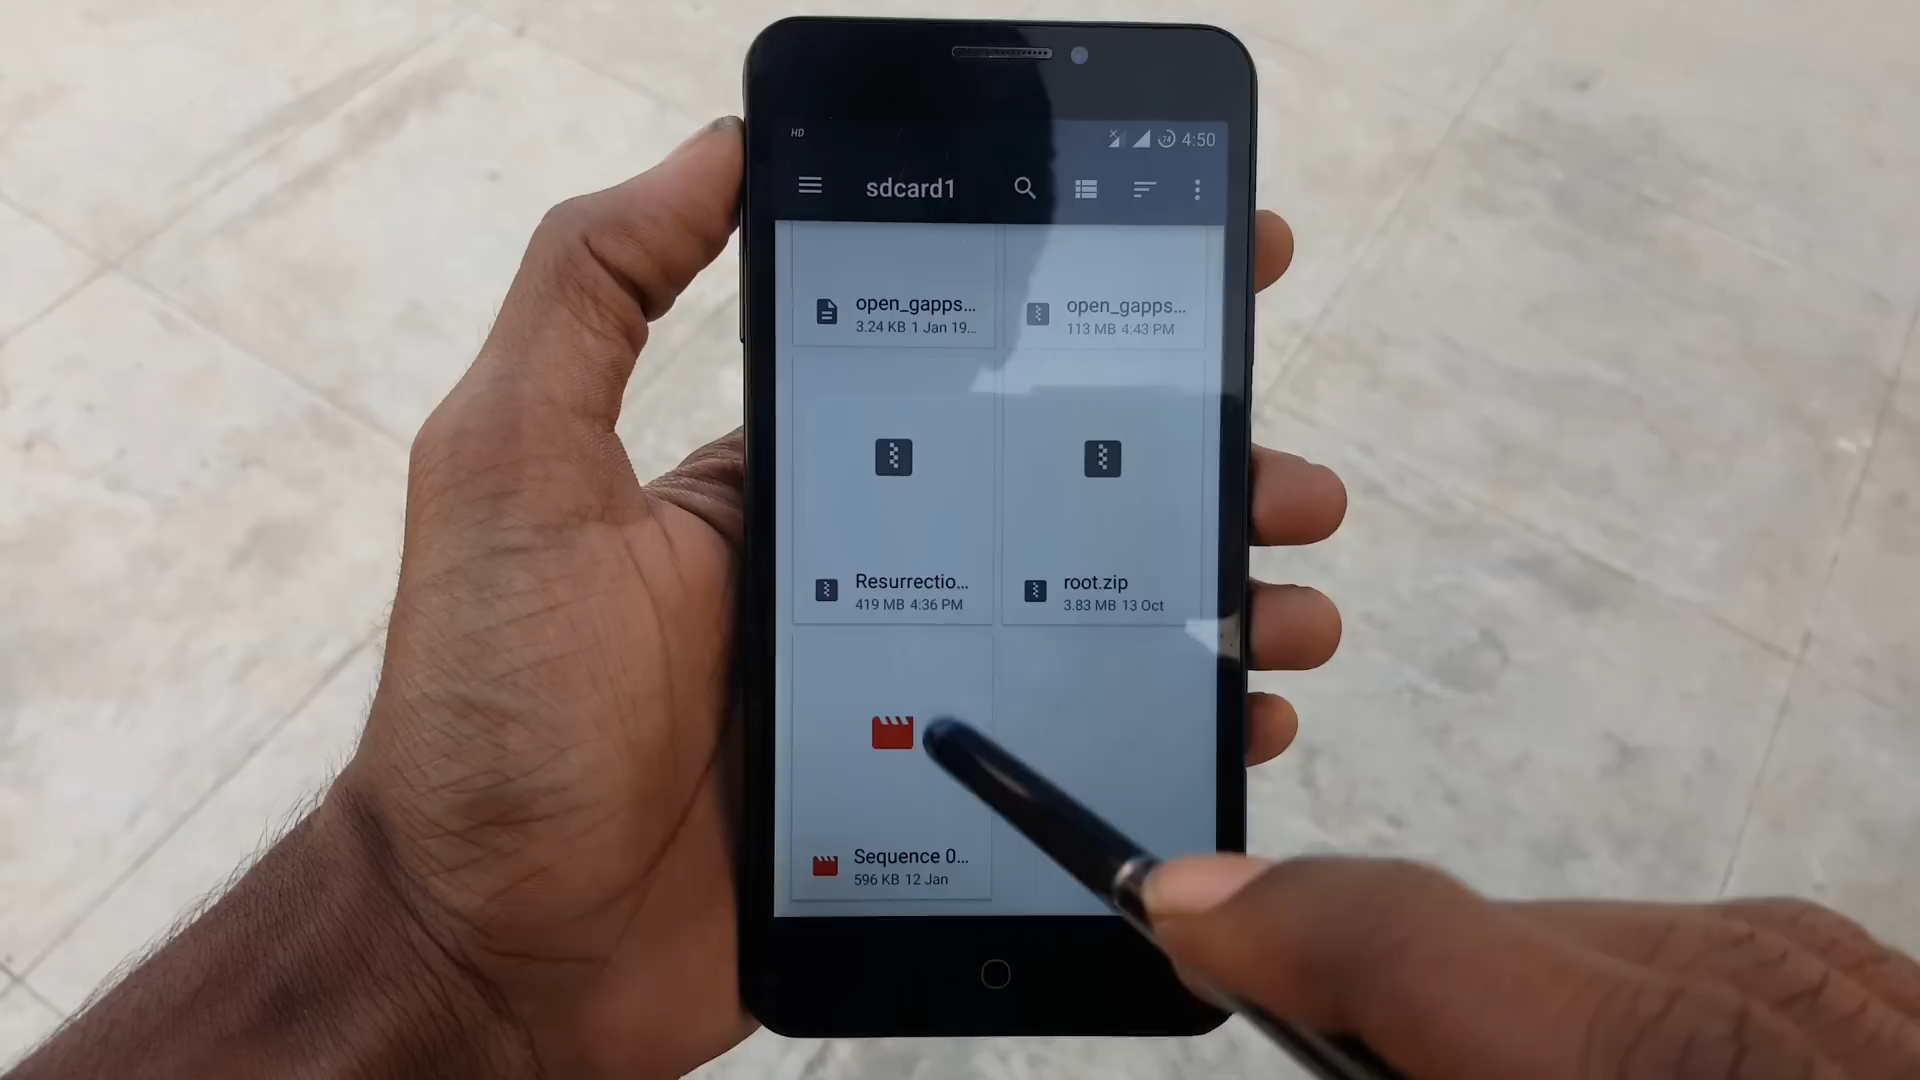 HD
74
4:50
sdcard1
open_gapps...
3.24 KB 1 Jan 19...
open_gapps...
113 MB 4:43 PM
Resurrectio...
419 MB 4:36 PM
root.zip
3.83 MB 13 Oct
Sequence 0...
596 KB 12 Jan